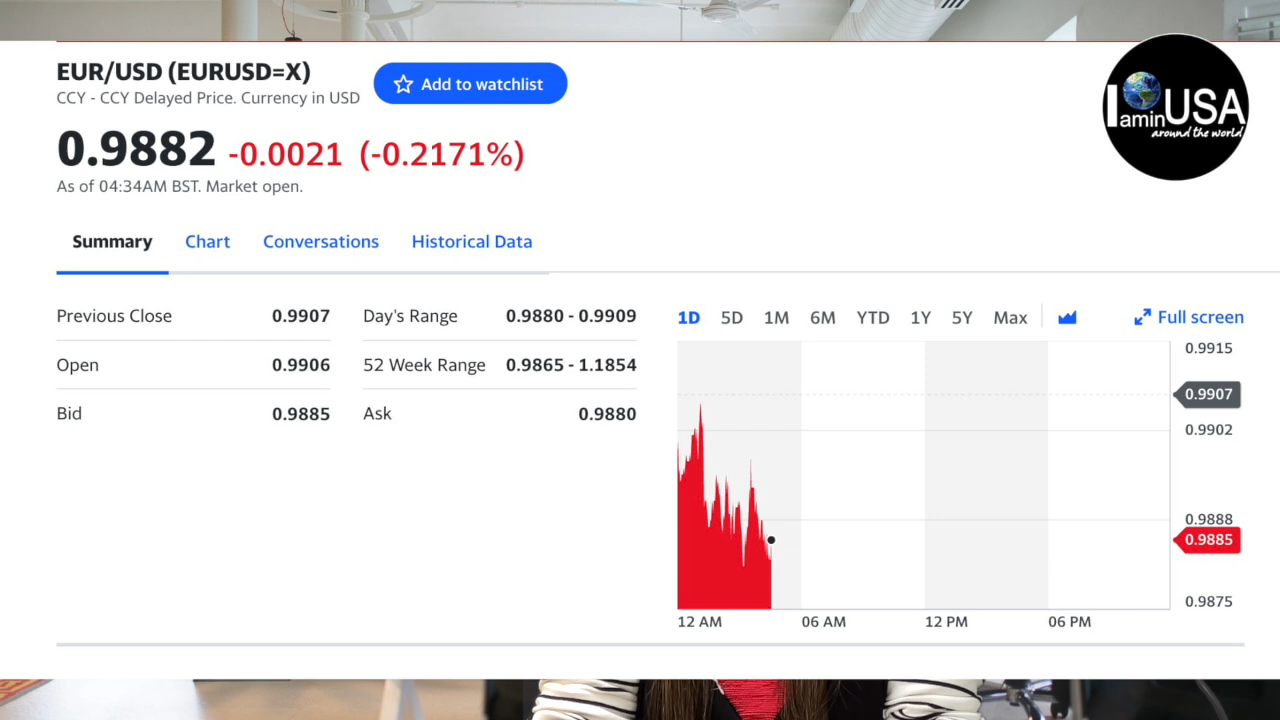 EUR/USD (EURUSD=X)
Add to watchlist
CCY - CCY Delayed Price. Currency in USD
I aminUSA
around the world
0.9882 -0.0021 (-0.2171%)
As of 04:34AM BST. Market open.
Summary Chart Conversations Historical Data
Previous Close 0.9907
Open 0.9906
Bid 0.9885
Day's Range 0.9880 - 0.9909
52 Week Range 0.9865 - 1.1854
Ask 0.9880
1D 5D 1M 6M YTD 1Y 5Y Max Full screen
0.9915
0.9907
0.9902
0.9888
0.9885
0.9875
12 AM 06 AM 12 PM 06 PM